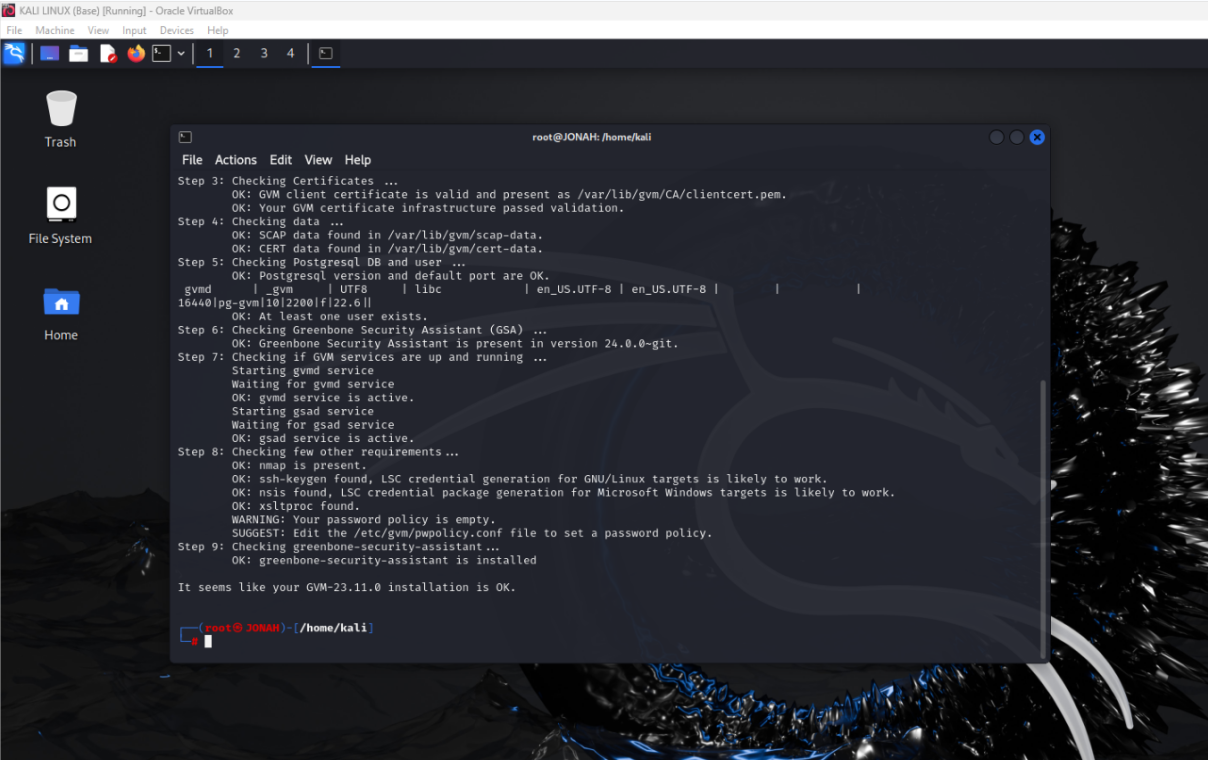 KALI LINUX (Base) [Running] - Oracle VirtualBox
File Machine View Input Devices Help
1 2 3 4
Trash
File System
Home
root@JONAH: /home/kali
File Actions Edit View Help
Step 3: Checking Certificates ...
OK: GVM client certificate is valid and present as /var/lib/gvm/CA/clientcert.pem.
OK: Your GVM certificate infrastructure passed validation.
Step 4: Checking data ...
OK: SCAP data found in /var/lib/gvm/scap-data.
OK: CERT data found in /var/lib/gvm/cert-data.
Step 5: Checking Postgresql DB and user ...
OK: Postgresql version and default port are OK.
gvmd | _gvm | UTF8 | libc | en_US.UTF-8 | en_US.UTF-8 | | |
16440|pg-gvm|10|2200|f|22.6||
OK: At least one user exists.
Step 6: Checking Greenbone Security Assistant (GSA) ...
OK: Greenbone Security Assistant is present in version 24.0.0~git.
Step 7: Checking if GVM services are up and running ...
Starting gvmd service
Waiting for gvmd service
OK: gvmd service is active.
Starting gsad service
Waiting for gsad service
OK: gsad service is active.
Step 8: Checking few other requirements...
OK: nmap is present.
OK: ssh-keygen found, LSC credential generation for GNU/Linux targets is likely to work.
OK: nsis found, LSC credential package generation for Microsoft Windows targets is likely to work.
OK: xsltproc found.
WARNING: Your password policy is empty.
SUGGEST: Edit the /etc/gvm/pwpolicy.conf file to set a password policy.
Step 9: Checking greenbone-security-assistant...
OK: greenbone-security-assistant is installed
It seems like your GVM-23.11.0 installation is OK.
┌──(root㉿JONAH)-[/home/kali]
└─#